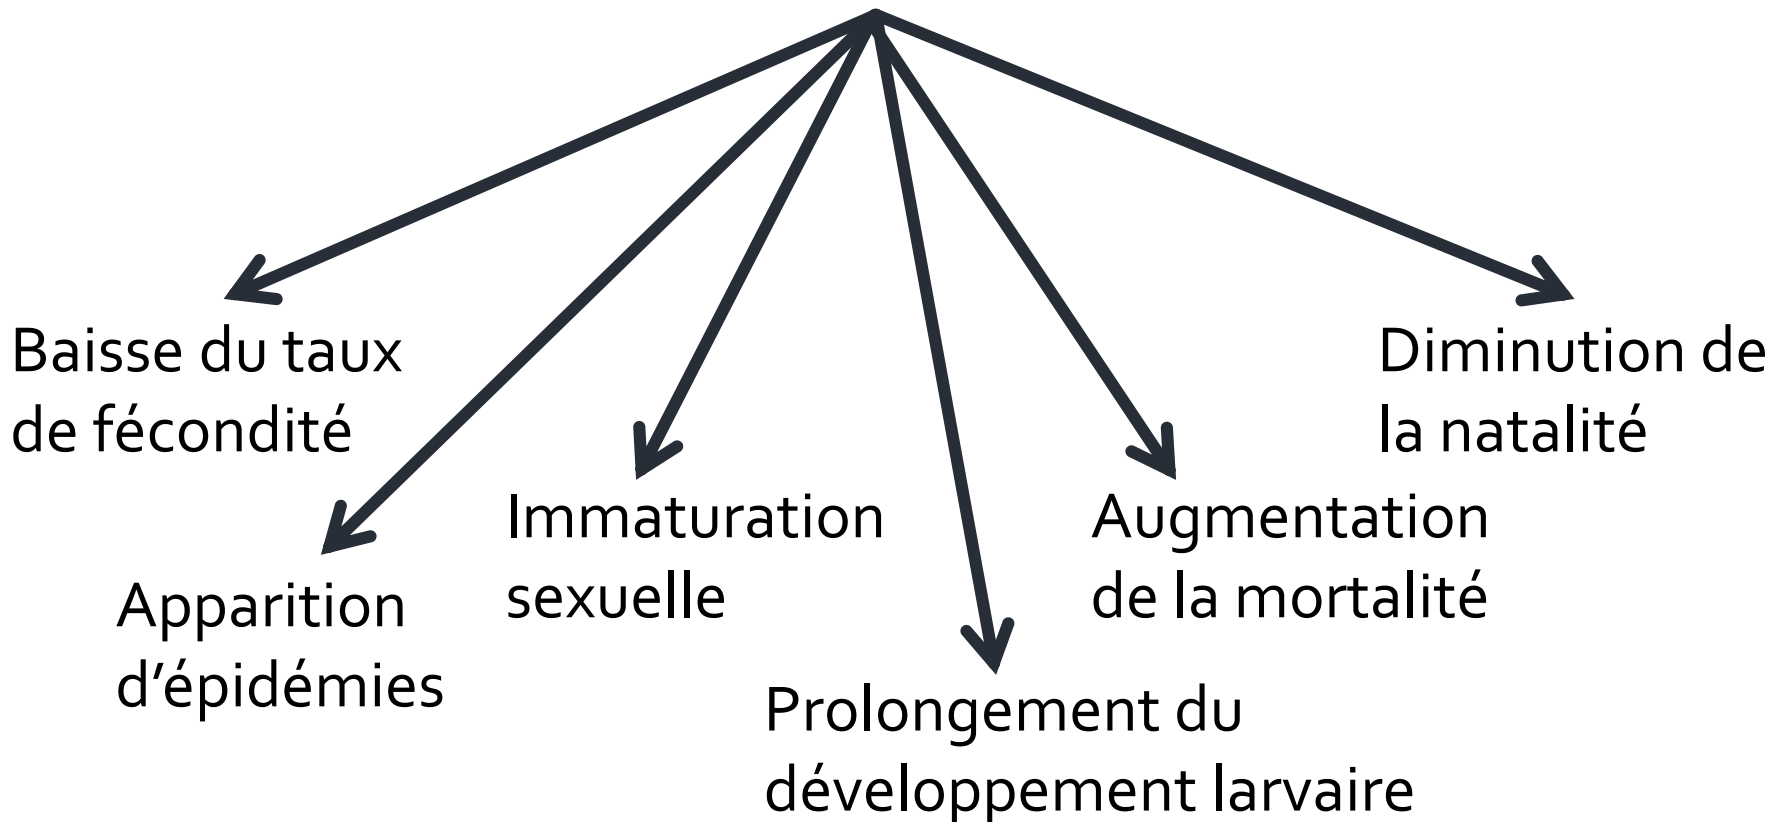 Baisse du taux
de fécondité
Apparition
d'épidémies
Immaturation
sexuelle
Prolongement du
développement larvaire
Augmentation
de la mortalité
Diminution de
la natalité